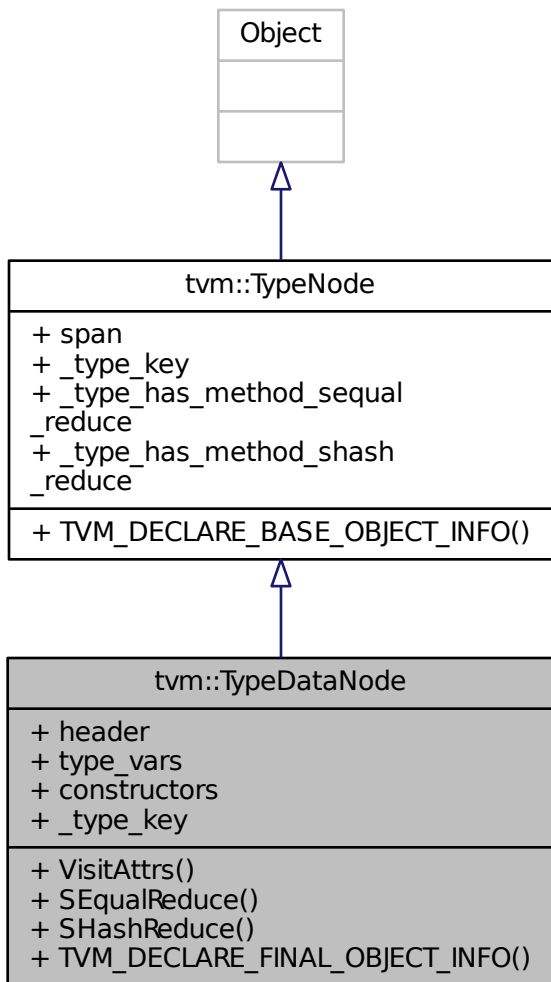 Object
tvm::TypeNode
+ span
+ _type_key
+ _type_has_method_sequal
_reduce
+ _type_has_method_shash
_reduce
+ TVM_DECLARE_BASE_OBJECT_INFO()
tvm::TypeDataNode
+ header
+ type_vars
+ constructors
+ _type_key
+ VisitAttrs()
+ SEqualReduce()
+ SHashReduce()
+ TVM_DECLARE_FINAL_OBJECT_INFO()